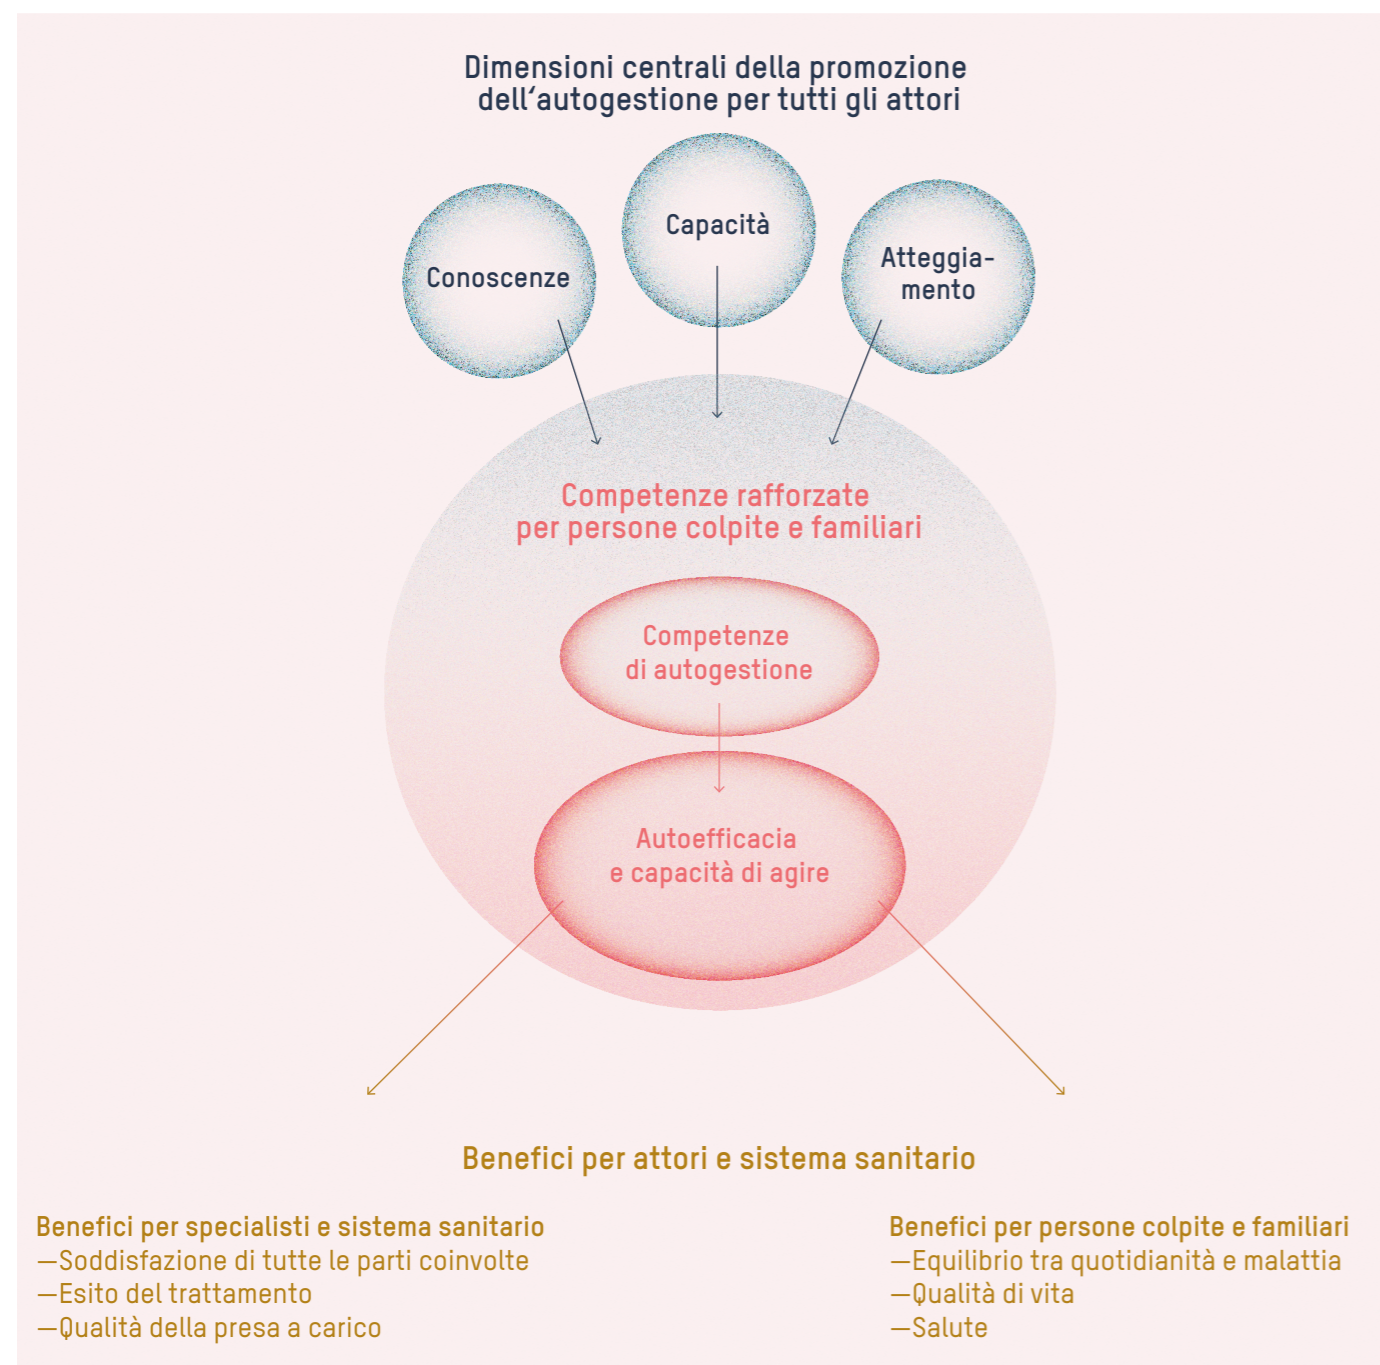 Dimensioni centrali della promozione
dell‘autogestione per tutti gli attori
Conoscenze
Capacità
Atteggia-
mento
Competenze rafforzate
per persone colpite e familiari
Competenze
di autogestione
Autoefficacia
e capacità di agire
Benefici per attori e sistema sanitario
Benefici per specialisti e sistema sanitario
—Soddisfazione di tutte le parti coinvolte
—Esito del trattamento
—Qualità della presa a carico
Benefici per persone colpite e familiari
—Equilibrio tra quotidianità e malattia
—Qualità di vita
—Salute